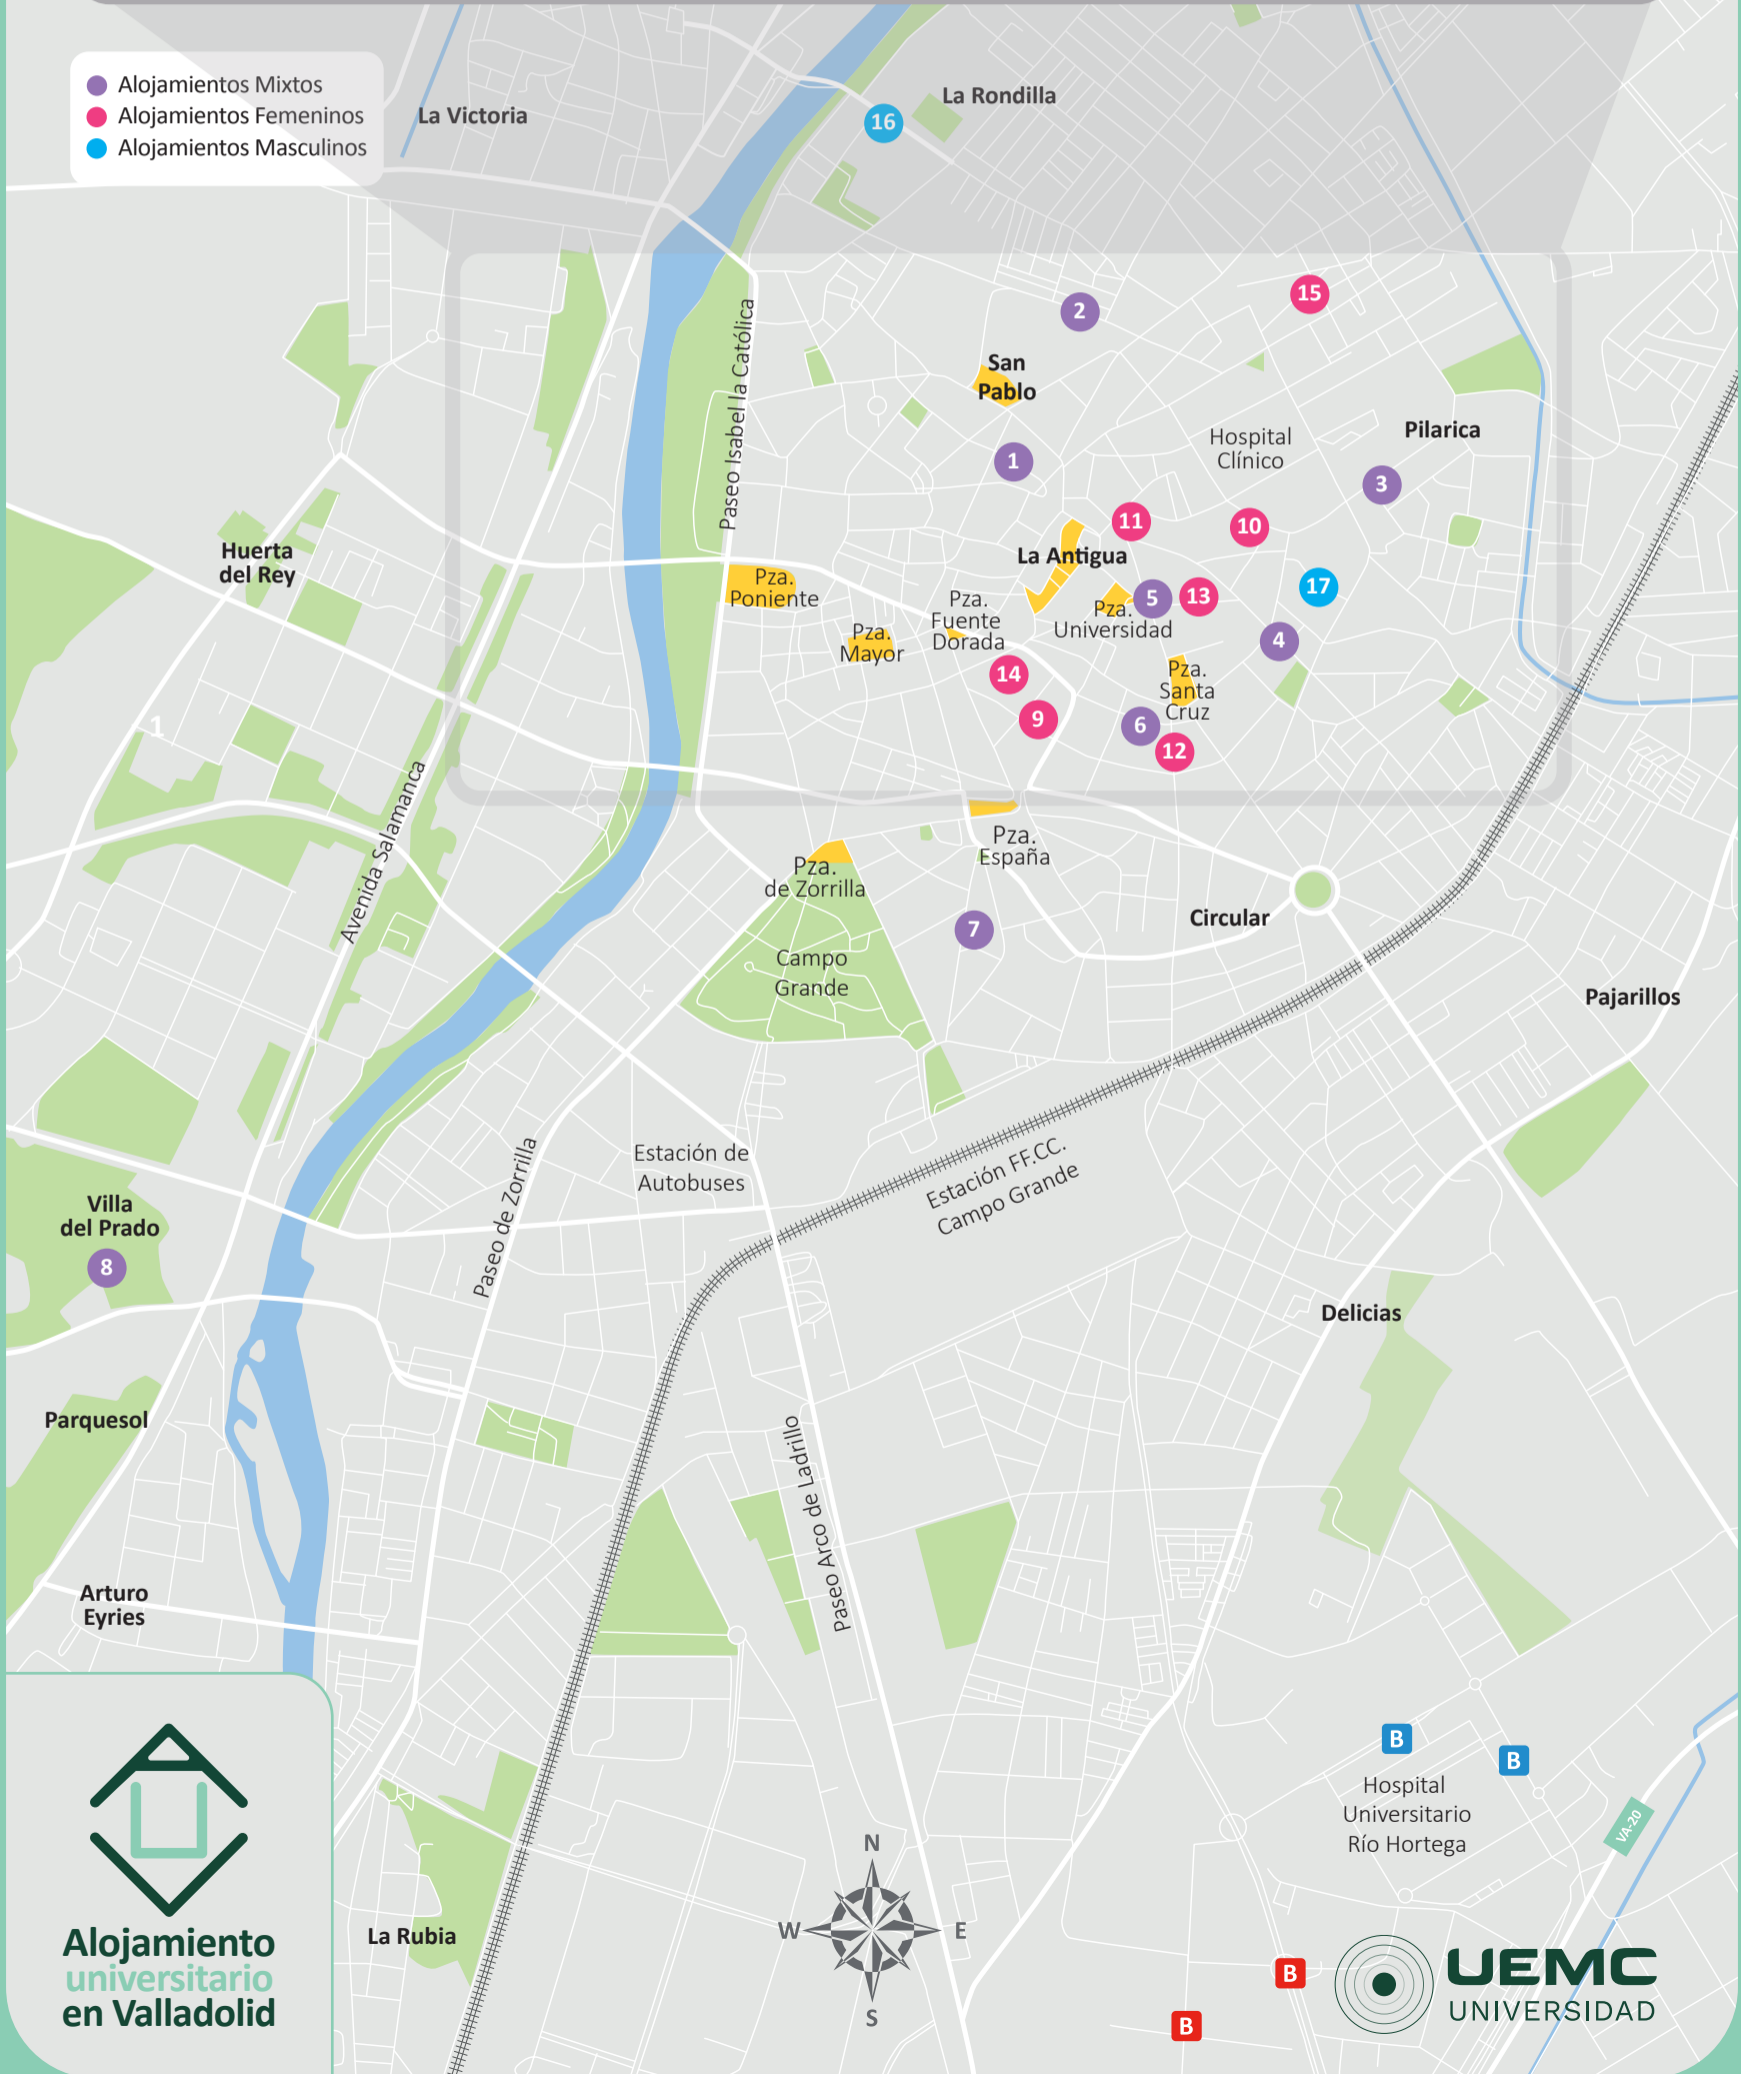 Alojamientos Mixtos
Alojamientos Femeninos
Alojamientos Masculinos
La Victoria
La Rondilla
16
15
2
San
Pablo
Paseo Isabel la Católica
Hospital
Clínico
Pilarica
1
3
11
10
Huerta
del Rey
La Antigua
Pza.
Poniente
17
5
13
Pza.
Universidad
Pza.
Fuente
Dorada
Pza.
Mayor
4
14
Pza.
Santa
Cruz
9
6
12
1
Avenida Salamanca
Pza.
España
Pza.
de Zorrilla
7
Circular
Campo
Grande
Pajarillos
Estación de
Autobuses
Estación FF.CC.
Campo Grande
Paseo de Zorrilla
Villa
del Prado
8
Delicias
Parquesol
Paseo Arco de Ladrillo
Arturo
Eyries
B
B
Hospital
Universitario
Río Hortega
VA-20
N
W
E
S
La Rubia
B
B
Alojamiento
universitario
en Valladolid
UEMC
UNIVERSIDAD